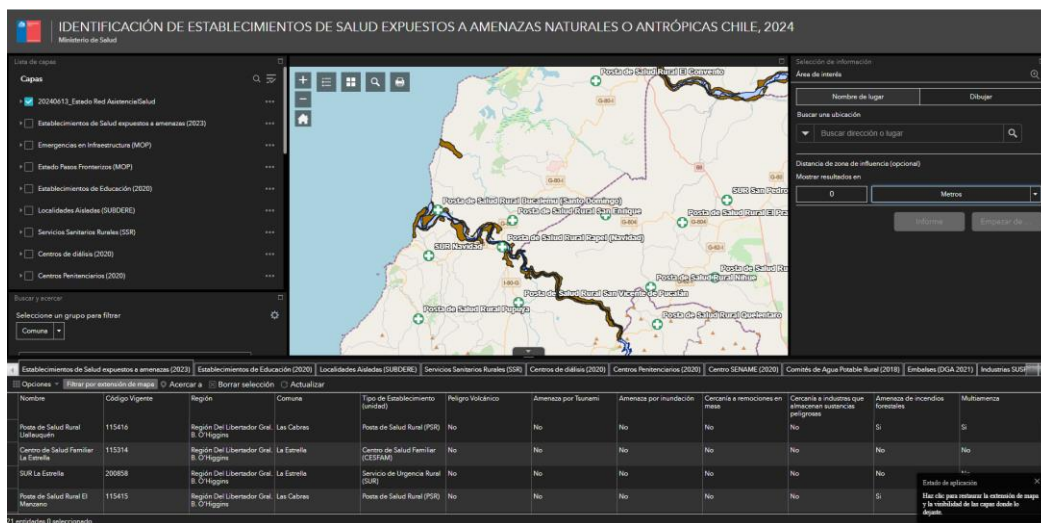 IDENTIFICACIÓN DE ESTABLECIMIENTOS DE SALUD EXPUESTOS A AMENAZAS NATURALES O ANTRÓPICAS CHILE, 2024
Ministerio de Salud
Lista de capas
Capas
20240613_Estado Red AsistencialSalud
Establecimientos de Salud expuestos a amenazas (2023)
Emergencias en Infraestructura (MOP)
Estado Pasos Fronterizos (MOP)
Establecimientos de Educación (2020)
Localidades Aisladas (SUBDERE)
Servicios Sanitarios Rurales (SSR)
Centros de diálisis (2020)
Centros Penitenciarios (2020)
Buscar y acercar
Seleccione un grupo para filtrar
Comuna
Posta de Salud Rural El Convento
G-80-I
G-80-I
G-80
SUR San Pedro
Posta de Salud Rural Bucalemu (Santo Domingo)
Posta de Salud Rural San Enrique
G-804
Posta de Salud Rural El Pra
G-804
Posta de Salud Rural Rapel (Navidad)
SUR Navidad
G-62-I
Posta de Salud Ru
Posta de Salud Rural Nihue
I-80-G
Posta de Salud Rural San Vicente de Pucalán
Posta de Salud Rural Pupuya
Posta de Salud Rural Quelentaro
Selección de información
Área de interés
Nombre de lugar Dibujar
Buscar una ubicación
Buscar dirección o lugar
Distancia de zona de influencia (opcional)
Mostrar resultados en
0 Metros
Informe Empezar de...
Establecimientos de Salud expuestos a amenazas (2023) Establecimientos de Educación (2020) Localidades Aisladas (SUBDERE) Servicios Sanitarios Rurales (SSR) Centros de diálisis (2020) Centros Penitenciarios (2020) Centro SENAME (2020) Comités de Agua Potable Rural (2018) Embalses (DGA 2021) Industrias SUSP
Opciones Filtrar por extensión de mapa Acercar a Borrar selección Actualizar
Nombre Código Vigente Región Comuna Tipo de Establecimiento (unidad) Peligro Volcánico Amenaza por Tsunami Amenaza por inundación Cercanía a remociones en masa Cercanía a industrias que almacenan sustancias peligrosas Amenaza de incendios forestales Multiamenza
Posta de Salud Rural Llallauquén 115416 Región Del Libertador Gral. B. O'Higgins Las Cabras Posta de Salud Rural (PSR) No No No No No Si Si
Centro de Salud Familiar La Estrella 115314 Región Del Libertador Gral. B. O'Higgins La Estrella Centro de Salud Familiar (CESFAM) No No No No No No No
SUR La Estrella 200858 Región Del Libertador Gral. B. O'Higgins La Estrella Servicio de Urgencia Rural (SUR) No No No No No No No
Posta de Salud Rural El Manzano 115415 Región Del Libertador Gral. B. O'Higgins Las Cabras Posta de Salud Rural (PSR) No No No No No Si
21 entidades 0 seleccionado
Estado de aplicación
Haz clic para restaurar la extensión de mapa
y la visibilidad de las capas donde lo
dejaste.